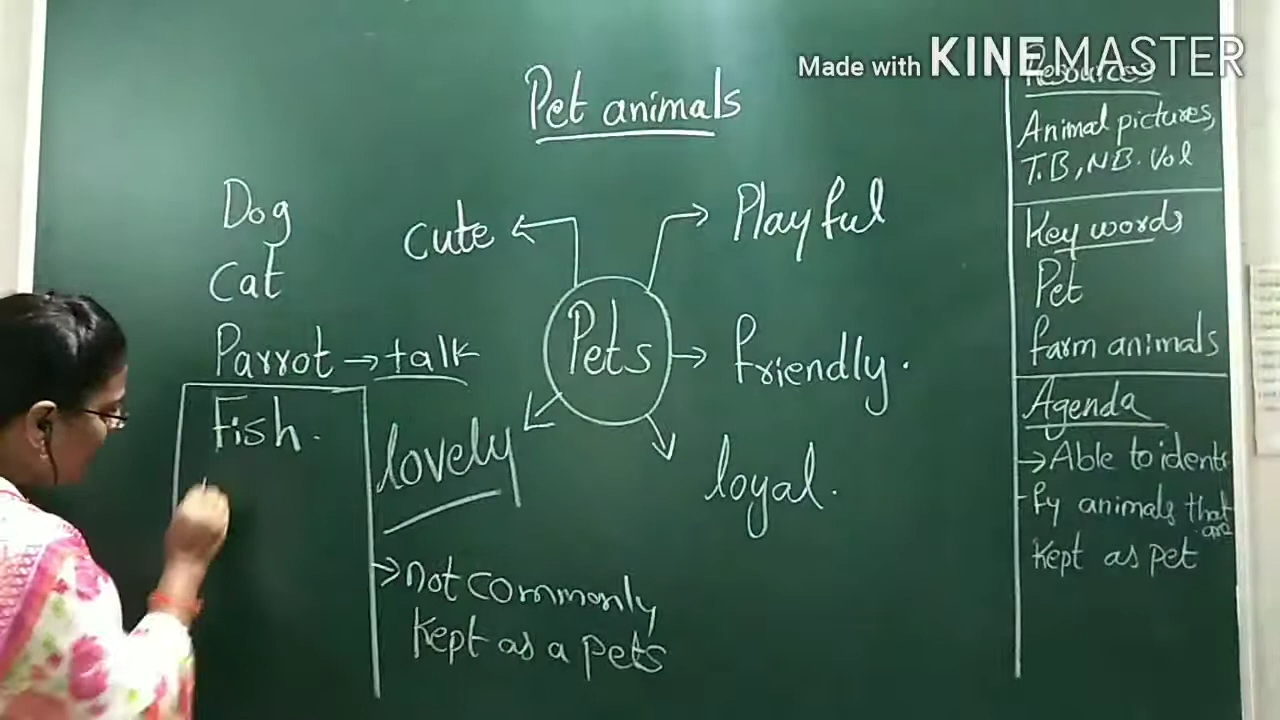 Made with KINEMASTER
Pet animals
Dog
Cat
Parrot → talk
Fish.
cute
Playful
Pets
friendly.
lovely
loyal.
→ not commonly
kept as a pets
Resources
Animal pictures,
T.B, N.B. Vol
Key words
Pet
farm animals
Agenda
→ Able to identi
fy animals that
are
kept as pet